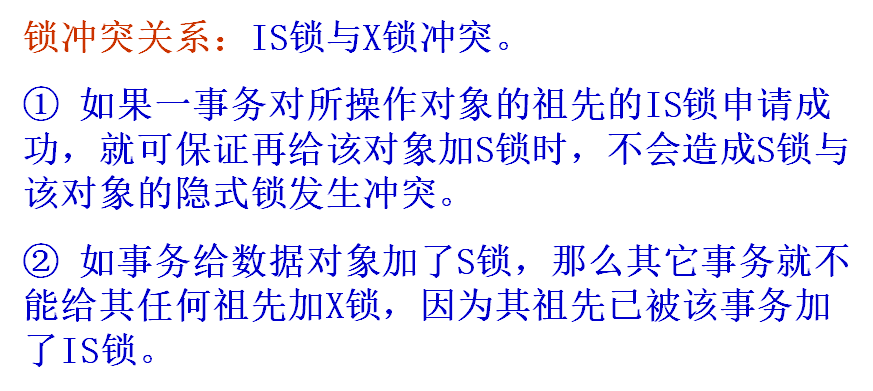 锁冲突关系：IS锁与X锁冲突。
① 如果一事务对所操作对象的祖先的IS锁申请成
功，就可保证再给该对象加S锁时，不会造成S锁与
该对象的隐式锁发生冲突。
② 如事务给数据对象加了S锁，那么其它事务就不
能给其任何祖先加X锁，因为其祖先已被该事务加
了IS锁。